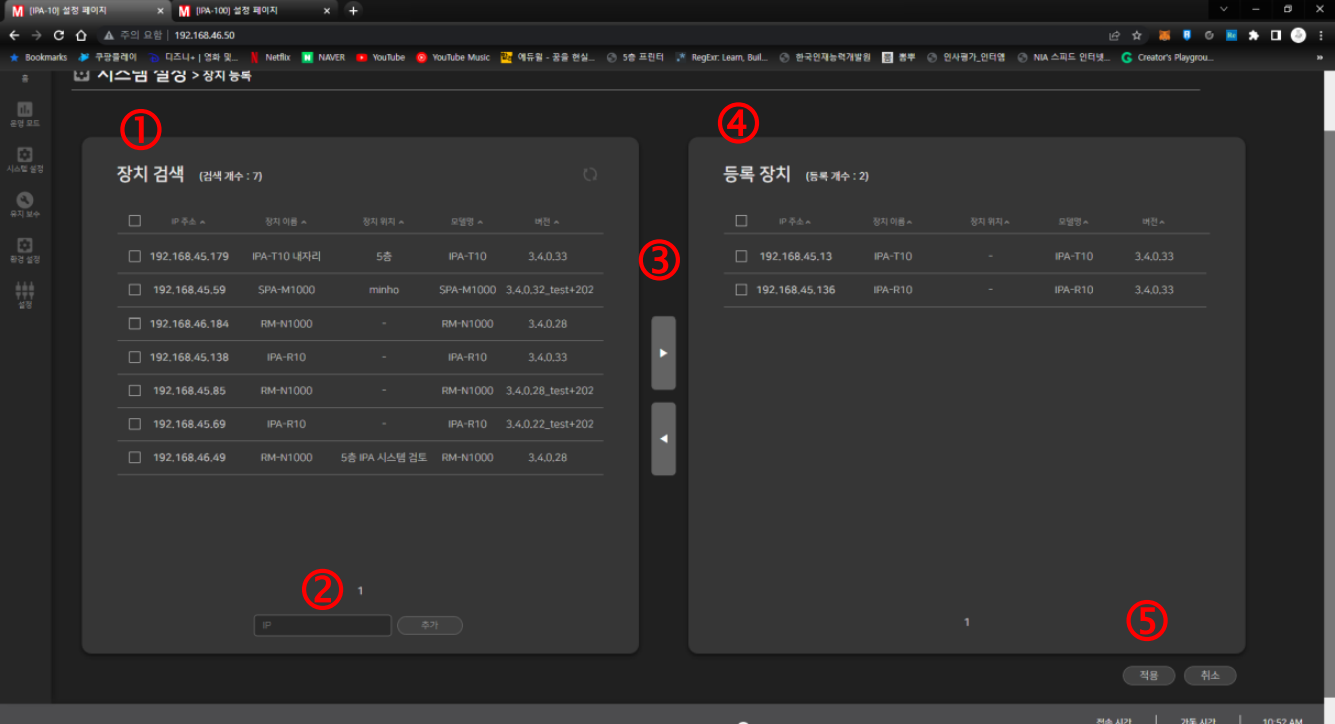 [IPA-10] 설정 페이지
[IPA-100] 설정 페이지
주의 요함 | 192.168.46.50
Bookmarks 쿠팡플레이 디즈니+ | 영화 및... Netflix NAVER YouTube YouTube Music 에듀윌 - 꿈을 현실... 5층 프린터 RegExr: Learn, Buil... 한국인재능력개발원 뽐뿌 인사평가_인터맴 NIA 스피드 인터넷... Creator's Playgrou...
홈
운영 모드
시스템 설정
유지 보수
환경 설정
설정
시스템 설정 > 장치 등록
①
장치 검색 (검색 개수 : 7)
IP 주소 장치 이름 장치 위치 모델명 버전
192.168.45.179 IPA-T10 내자리 5층 IPA-T10 3.4.0.33
192.168.45.59 SPA-M1000 minho SPA-M1000 3.4.0.32_test+202
192.168.46.184 RM-N1000 - RM-N1000 3.4.0.28
192.168.45.138 IPA-R10 - IPA-R10 3.4.0.33
192.168.45.85 RM-N1000 - RM-N1000 3.4.0.28_test+202
192.168.45.69 IPA-R10 - IPA-R10 3.4.0.22_test+202
192.168.46.49 RM-N1000 5층 IPA 시스템 검토 RM-N1000 3.4.0.28
②
1
IP 추가
③
④
등록 장치 (등록 개수 : 2)
IP 주소 장치 이름 장치 위치 모델명 버전
192.168.45.13 IPA-T10 - IPA-T10 3.4.0.33
192.168.45.136 IPA-R10 - IPA-R10 3.4.0.33
1
⑤
적용 취소
접속 시간 | 가동 시간 | 10:52 AM